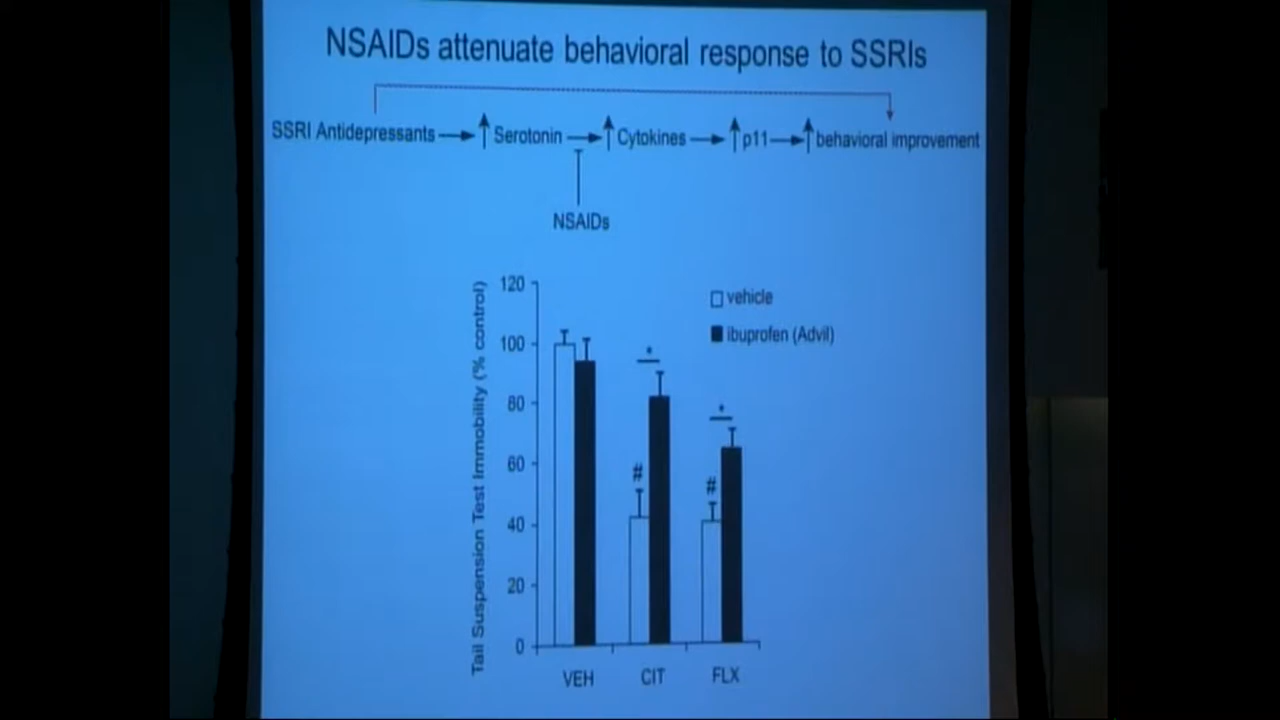 NSAIDs attenuate behavioral response to SSRIs
SSRI Antidepressants Serotonin Cytokines p11 behavioral improvement
NSAIDs
Tail Suspension Test Immobility (% control)
120
100
80
60
40
20
0
vehicle
ibuprofen (Advil)
*
*
#
#
VEH CIT FLX